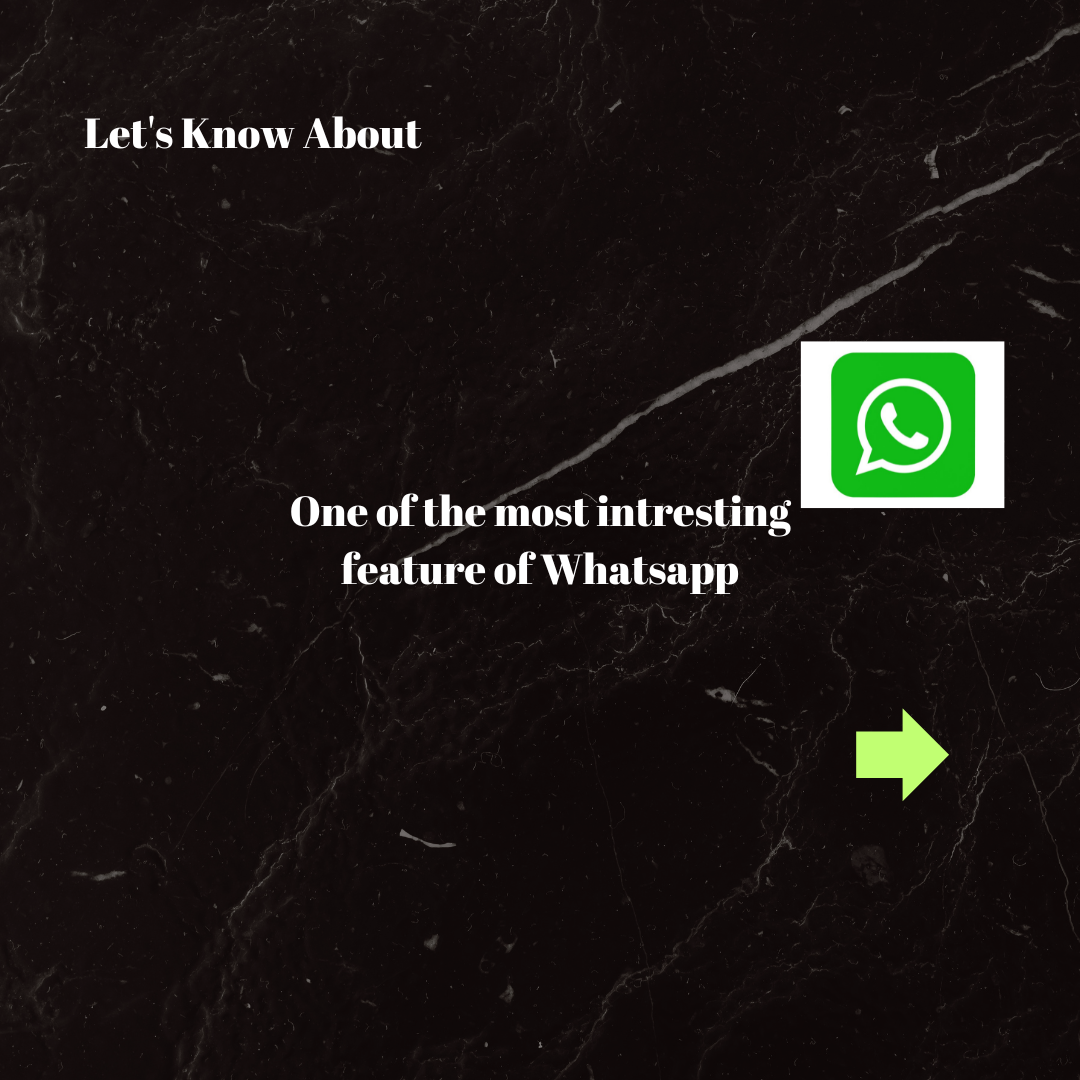 Let's Know About
One of the most intresting
feature of Whatsapp